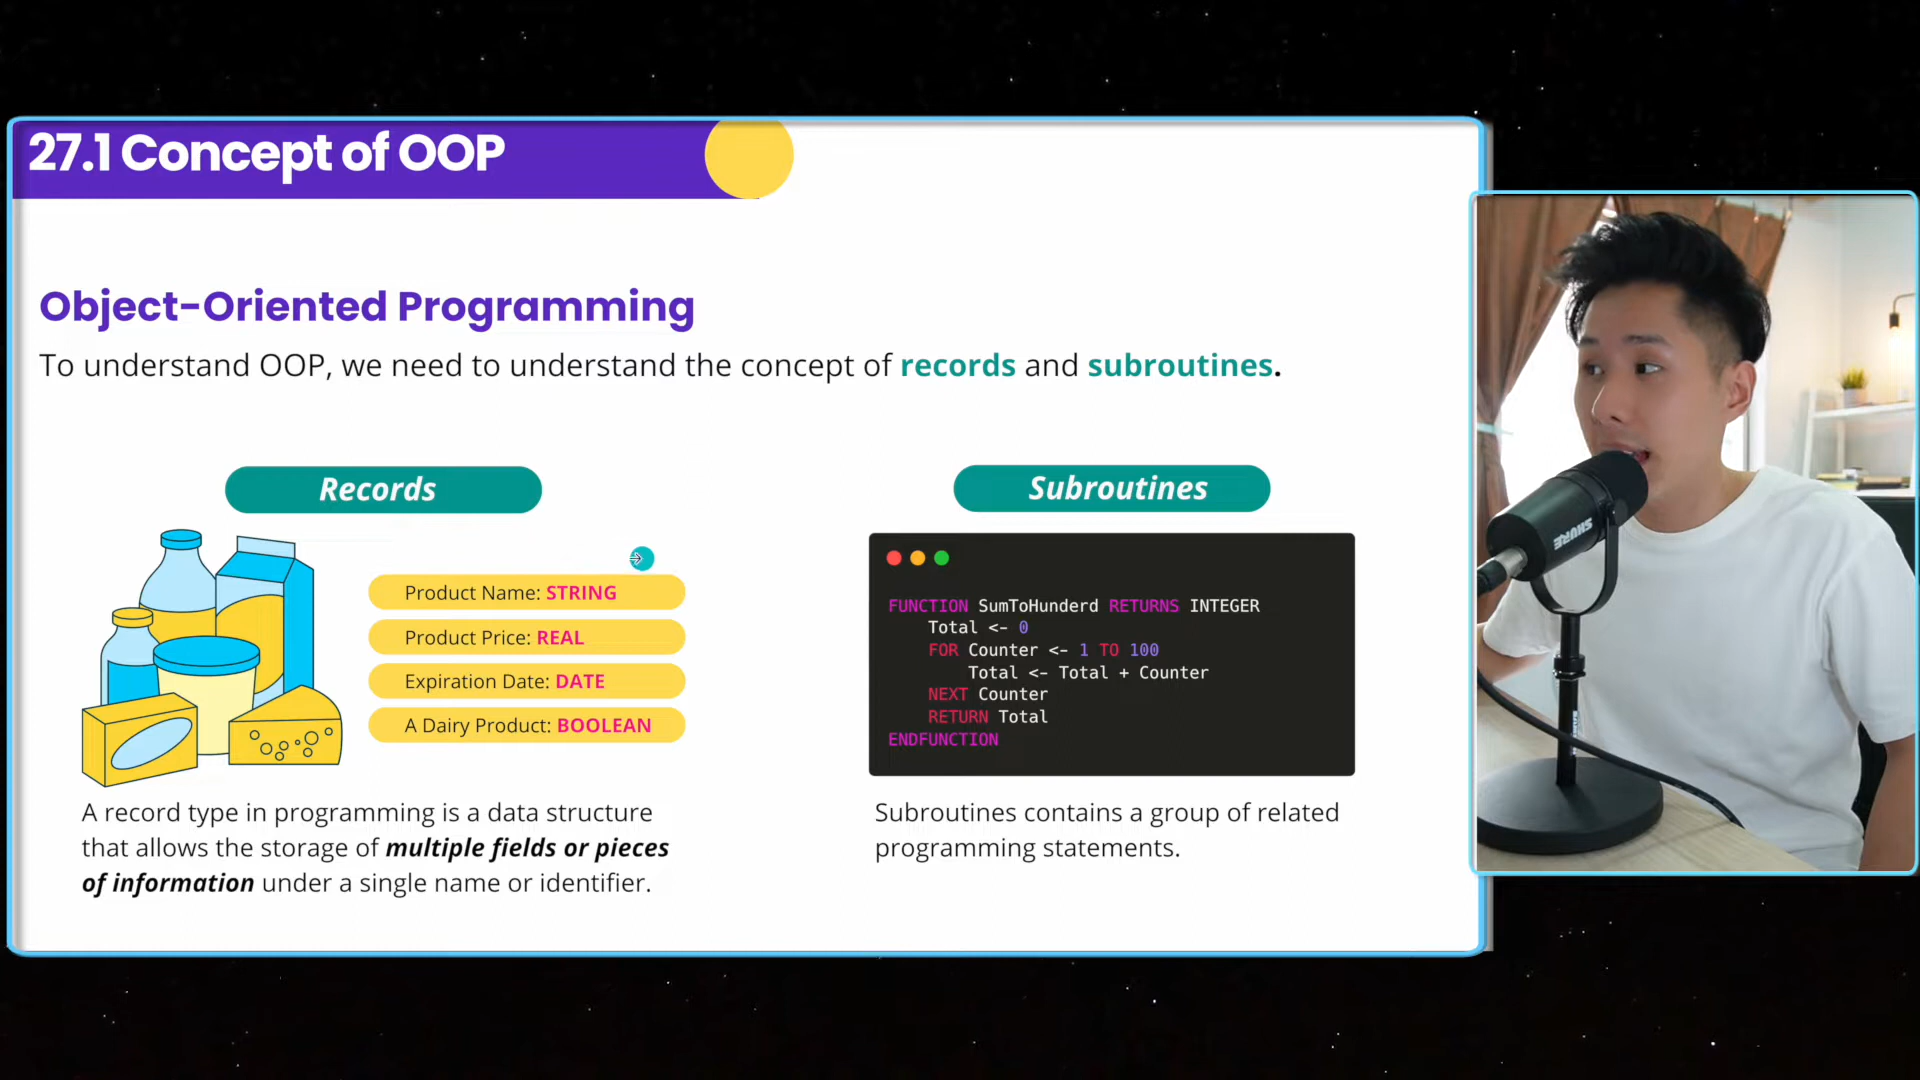 27.1 Concept of OOP
Object-Oriented Programming
To understand OOP, we need to understand the concept of records and subroutines.
Records
Product Name: STRING
Product Price: REAL
Expiration Date: DATE
A Dairy Product: BOOLEAN
A record type in programming is a data structure
that allows the storage of multiple fields or pieces
of information under a single name or identifier.
Subroutines
FUNCTION SumToHunderd RETURNS INTEGER
Total <- 0
FOR Counter <- 1 TO 100
Total <- Total + Counter
NEXT Counter
RETURN Total
ENDFUNCTION
Subroutines contains a group of related
programming statements.
SHURE